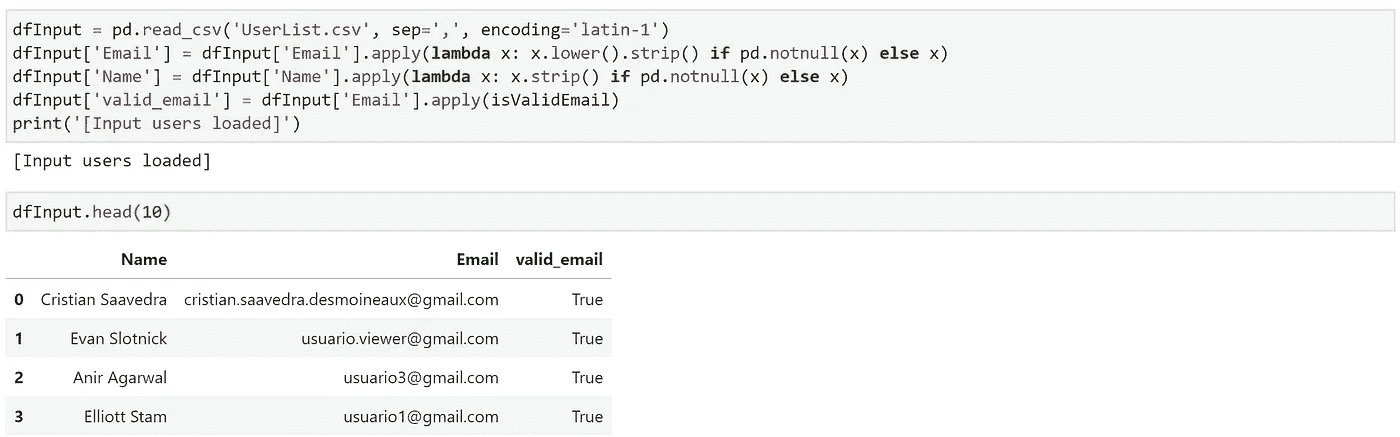 dfInput = pd.read_csv('UserList.csv', sep=',', encoding='latin-1')
dfInput['Email'] = dfInput['Email'].apply(lambda x: x.lower().strip() if pd.notnull(x) else x)
dfInput['Name'] = dfInput['Name'].apply(lambda x: x.strip() if pd.notnull(x) else x)
dfInput['valid_email'] = dfInput['Email'].apply(isValidEmail)
print('[Input users loaded]')
[Input users loaded]
dfInput.head(10)
Name Email valid_email
0 Cristian Saavedra cristian.saavedra.desmoineaux@gmail.com True
1 Evan Slotnick usuario.viewer@gmail.com True
2 Anir Agarwal usuario3@gmail.com True
3 Elliott Stam usuario1@gmail.com True